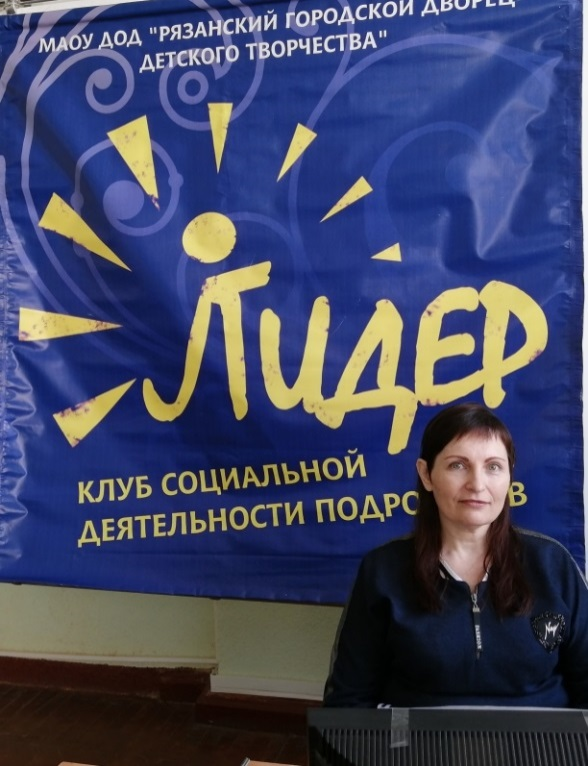 МАОУ ДОД "РЯЗАНСКИЙ ГОРОДСКОЙ ДВОРЕЦ
ДЕТСКОГО ТВОРЧЕСТВА"
ЛИДЕР
КЛУБ СОЦИАЛЬНОЙ
ДЕЯТЕЛЬНОСТИ